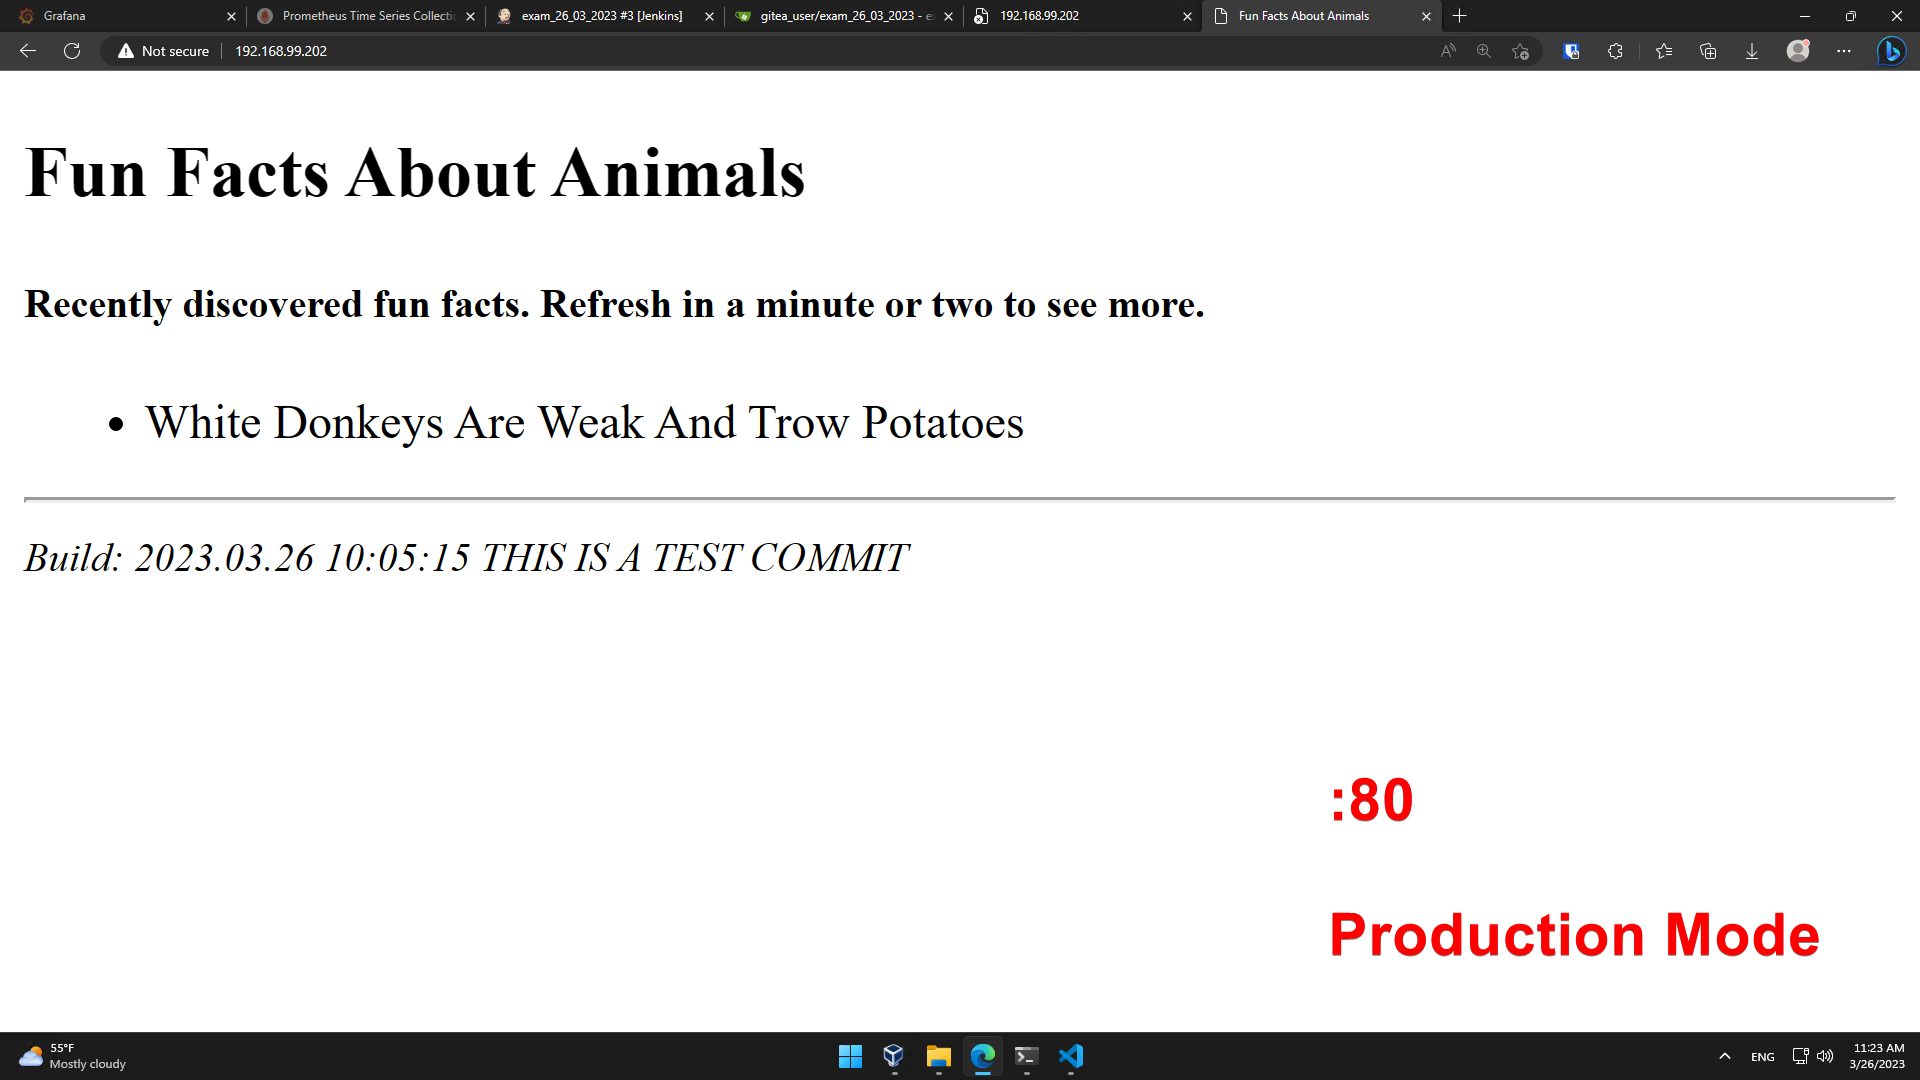 Grafana
Prometheus Time Series Collectic
exam_26_03_2023 #3 [Jenkins]
gitea_user/exam_26_03_2023 - e
192.168.99.202
Fun Facts About Animals
Not secure
192.168.99.202
Fun Facts About Animals
Recently discovered fun facts. Refresh in a minute or two to see more.
• White Donkeys Are Weak And Trow Potatoes
Build: 2023.03.26 10:05:15 THIS IS A TEST COMMIT
:80
Production Mode
55°F
Mostly cloudy
ENG
11:23 AM
3/26/2023